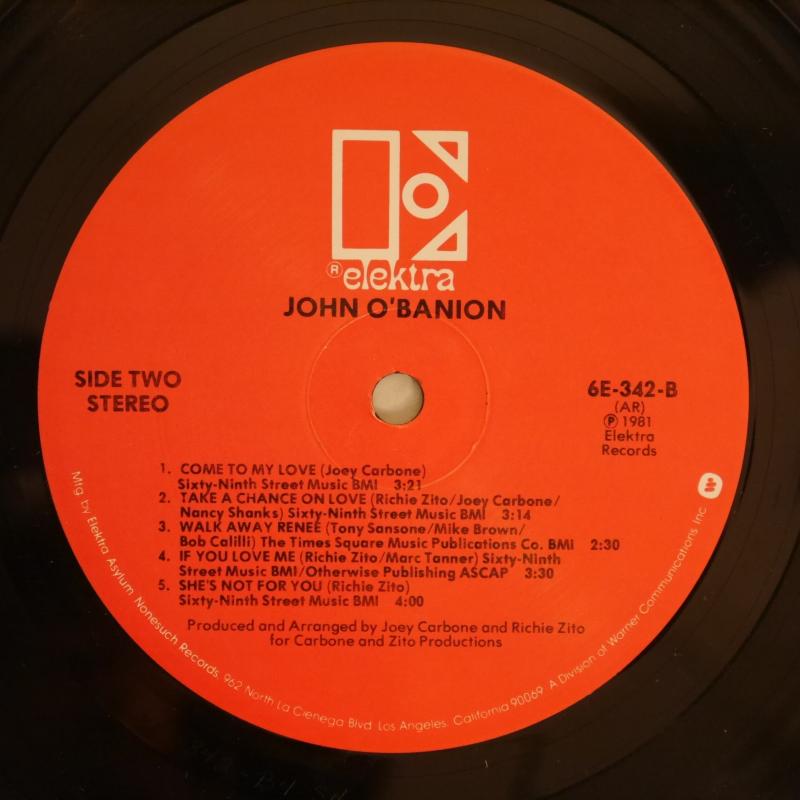 ® elektra
JOHN O'BANION
SIDE TWO
STEREO
6E-342-B
(AR)
℗ 1981
Elektra
Records
1. COME TO MY LOVE (Joey Carbone)
Sixty-Ninth Street Music BMI 3:21
2. TAKE A CHANCE ON LOVE (Richie Zito/Joey Carbone/
Nancy Shanks) Sixty-Ninth Street Music BMI 3:14
3. WALK AWAY RENEÉ (Tony Sansone/Mike Brown/
Bob Calilli) The Times Square Music Publications Co. BMI 2:30
4. IF YOU LOVE ME (Richie Zito/Marc Tanner) Sixty-Ninth
Street Music BMI/Otherwise Publishing ASCAP 3:30
5. SHE'S NOT FOR YOU (Richie Zito)
Sixty-Ninth Street Music BMI 4:00
Produced and Arranged by Joey Carbone and Richie Zito
for Carbone and Zito Productions
Mfg. by Elektra Asylum Nonesuch Records, 962 North La Cienega Blvd. Los Angeles, California 90069 A Division of Warner Communications Inc.